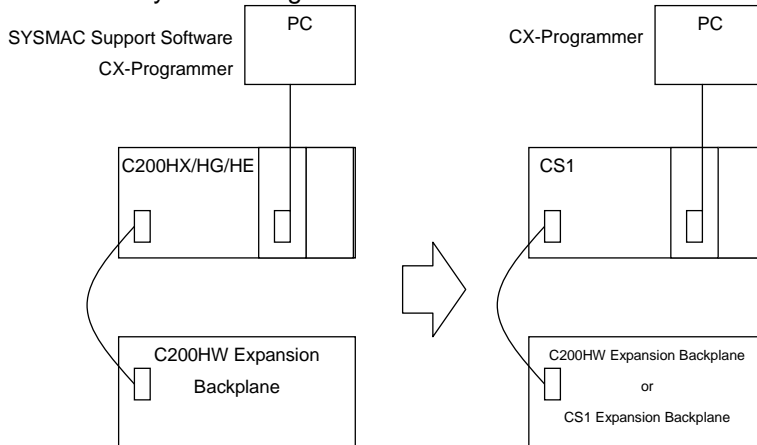 SYSMAC Support Software
CX-Programmer
PC
C200HX/HG/HE
C200HW Expansion
Backplane
CX-Programmer
PC
CS1
C200HW Expansion Backplane
or
CS1 Expansion Backplane